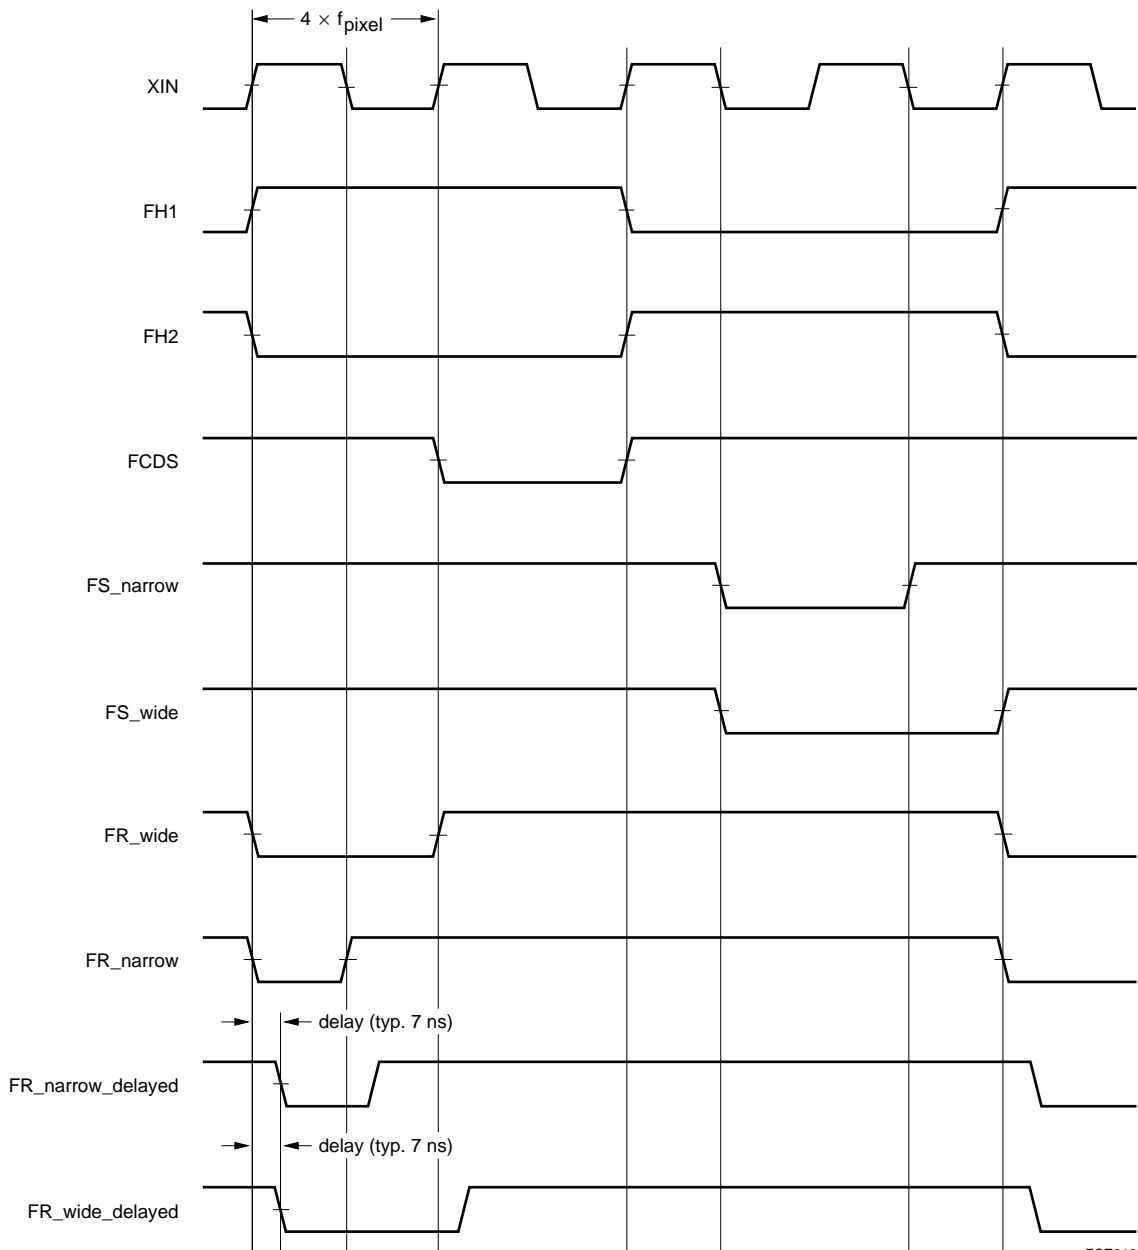 4 × fpixel
XIN
FH1
FH2
FCDS
FS_narrow
FS_wide
FR_wide
FR_narrow
delay (typ. 7 ns)
FR_narrow_delayed
delay (typ. 7 ns)
FR_wide_delayed